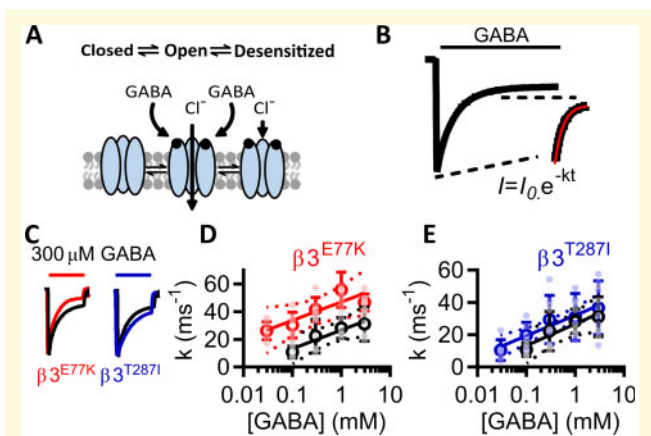 A
Closed ⇌ Open ⇌ Desensitized
GABA
Cl⁻
GABA
Cl⁻
B
GABA
I=I₀.e⁻ᵏᵗ
C
300 μM GABA
β3ᴱ⁷⁷ᴷ
β3ᵀ²⁸⁷ᴵ
D
β3ᴱ⁷⁷ᴷ
k (ms⁻¹)
60
40
20
0
0.01
0.1
1
10
[GABA] (mM)
E
β3ᵀ²⁸⁷ᴵ
k (ms⁻¹)
60
40
20
0
0.01
0.1
1
10
[GABA] (mM)